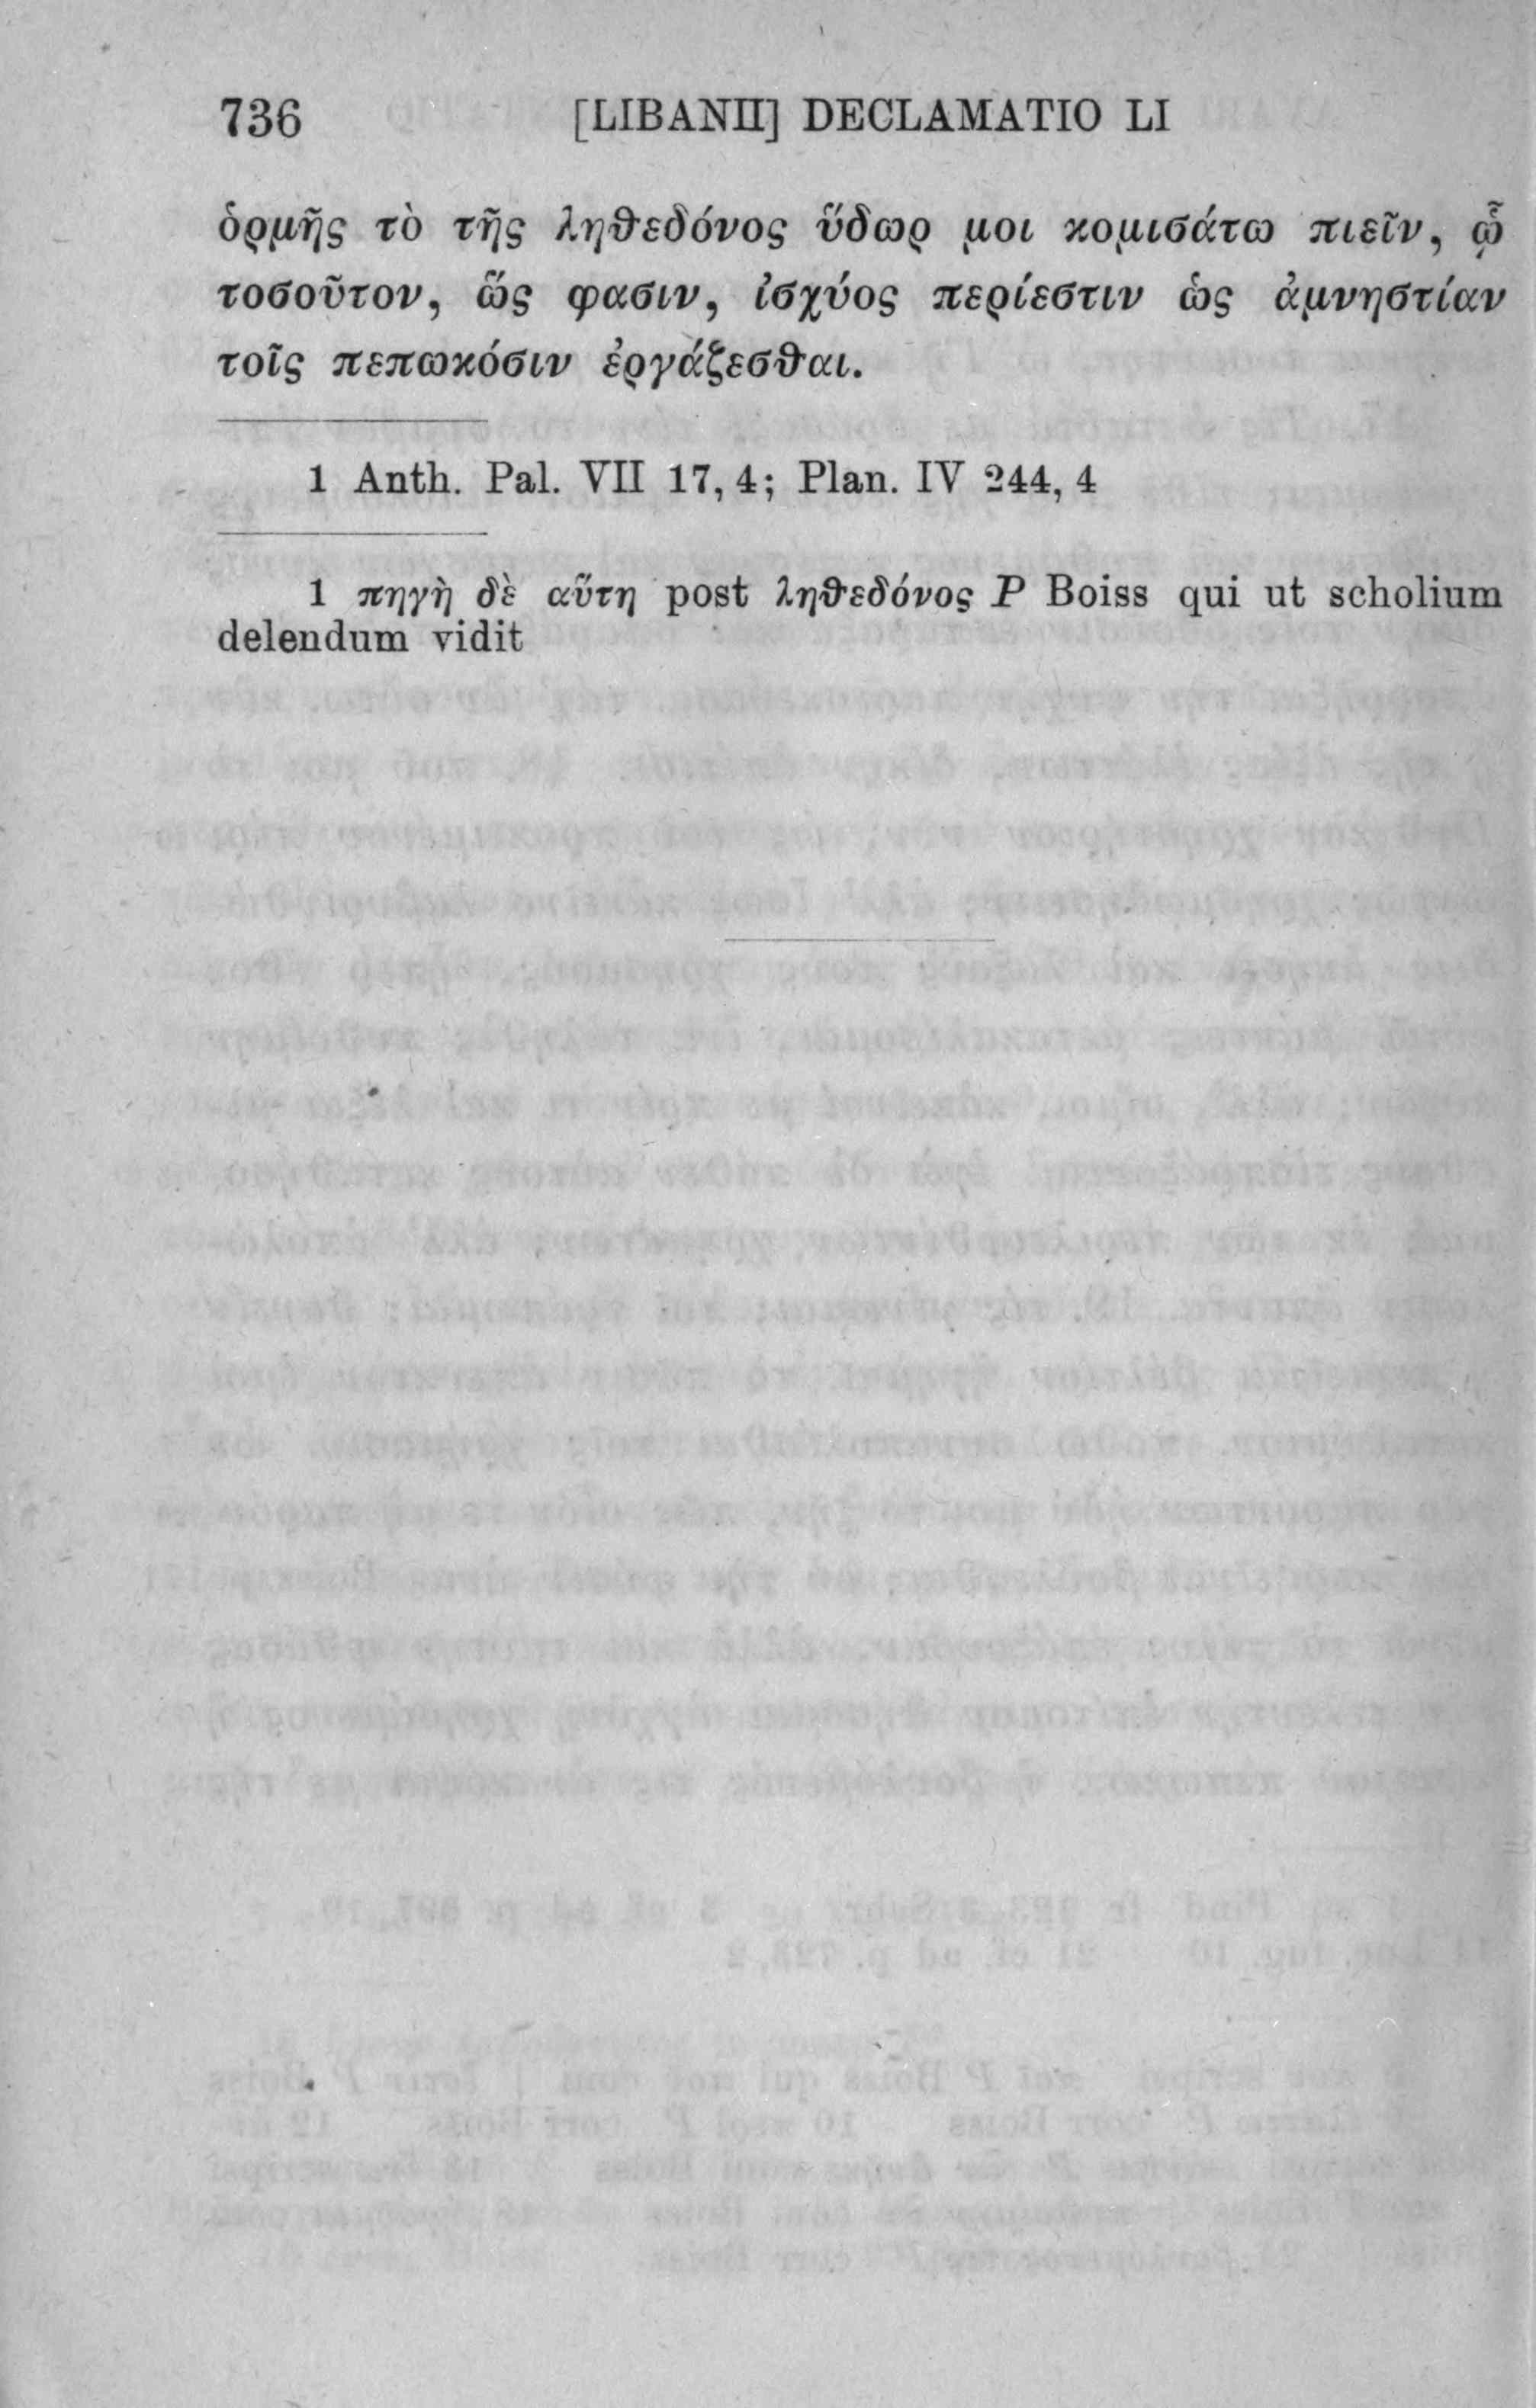 736 [LIBANII] DECLAMATIO LI
ὁρμῆς τὸ τῆς ληθεδόνος ὕδωρ μοι κομισάτω πιεῖν, ᾧ
τοσοῦτον, ὥς φασιν, ἰσχύος περίεστιν ὡς ἀμνηστίαν
τοῖς πεπωκόσιν ἐργάζεσθαι.
1 Anth. Pal. VII 17, 4; Plan. IV 244, 4
1 πηγὴ δὲ αὕτη post ληθεδόνος P Boiss qui ut scholium
delendum vidit